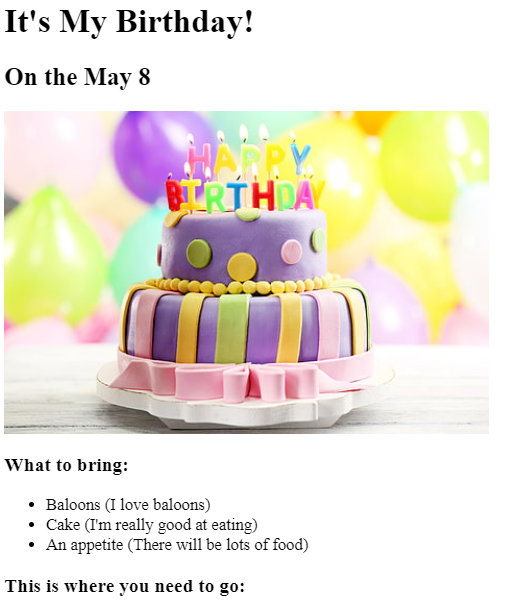 It's My Birthday!
On the May 8
HAPPY
BIRTHDAY
What to bring:
Baloons (I love baloons)
Cake (I'm really good at eating)
An appetite (There will be lots of food)
This is where you need to go: